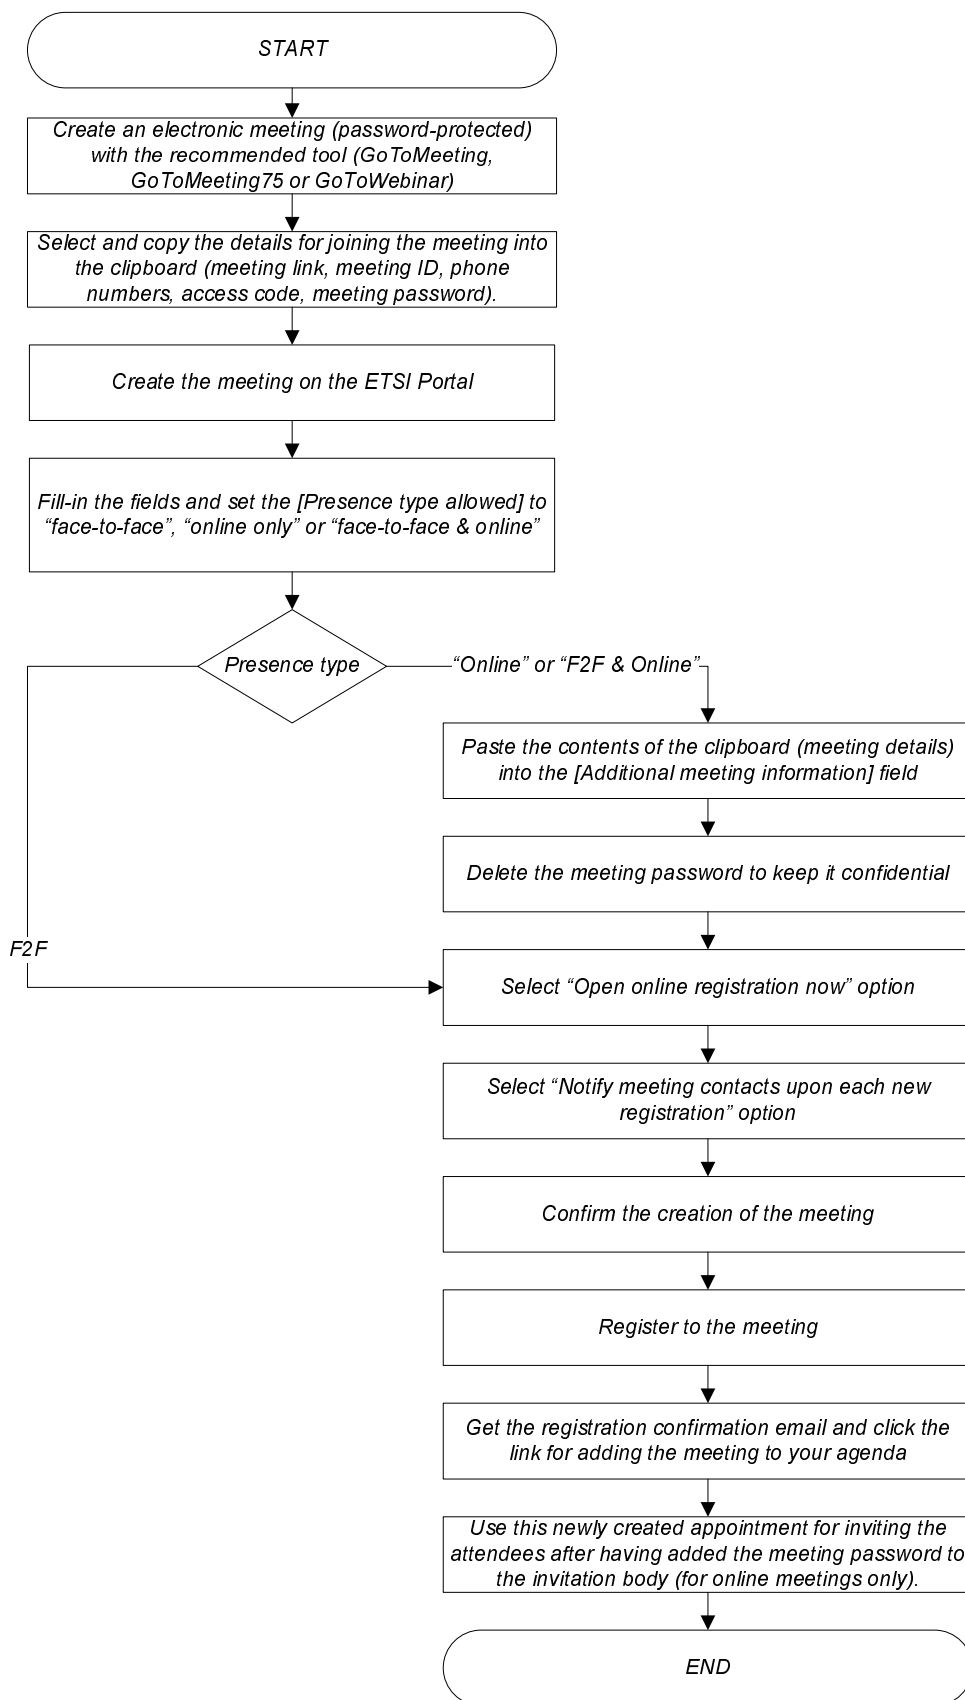 START
Create an electronic meeting (password-protected)
with the recommended tool (GoToMeeting,
GoToMeeting75 or GoToWebinar)
Select and copy the details for joining the meeting into
the clipboard (meeting link, meeting ID, phone
numbers, access code, meeting password).
Create the meeting on the ETSI Portal
Fill-in the fields and set the [Presence type allowed] to
“face-to-face”, “online only” or “face-to-face & online”
Presence type
“Online” or “F2F & Online”
Paste the contents of the clipboard (meeting details)
into the [Additional meeting information] field
Delete the meeting password to keep it confidential
F2F
Select “Open online registration now” option
Select “Notify meeting contacts upon each new
registration” option
Confirm the creation of the meeting
Register to the meeting
Get the registration confirmation email and click the
link for adding the meeting to your agenda
Use this newly created appointment for inviting the
attendees after having added the meeting password to
the invitation body (for online meetings only).
END